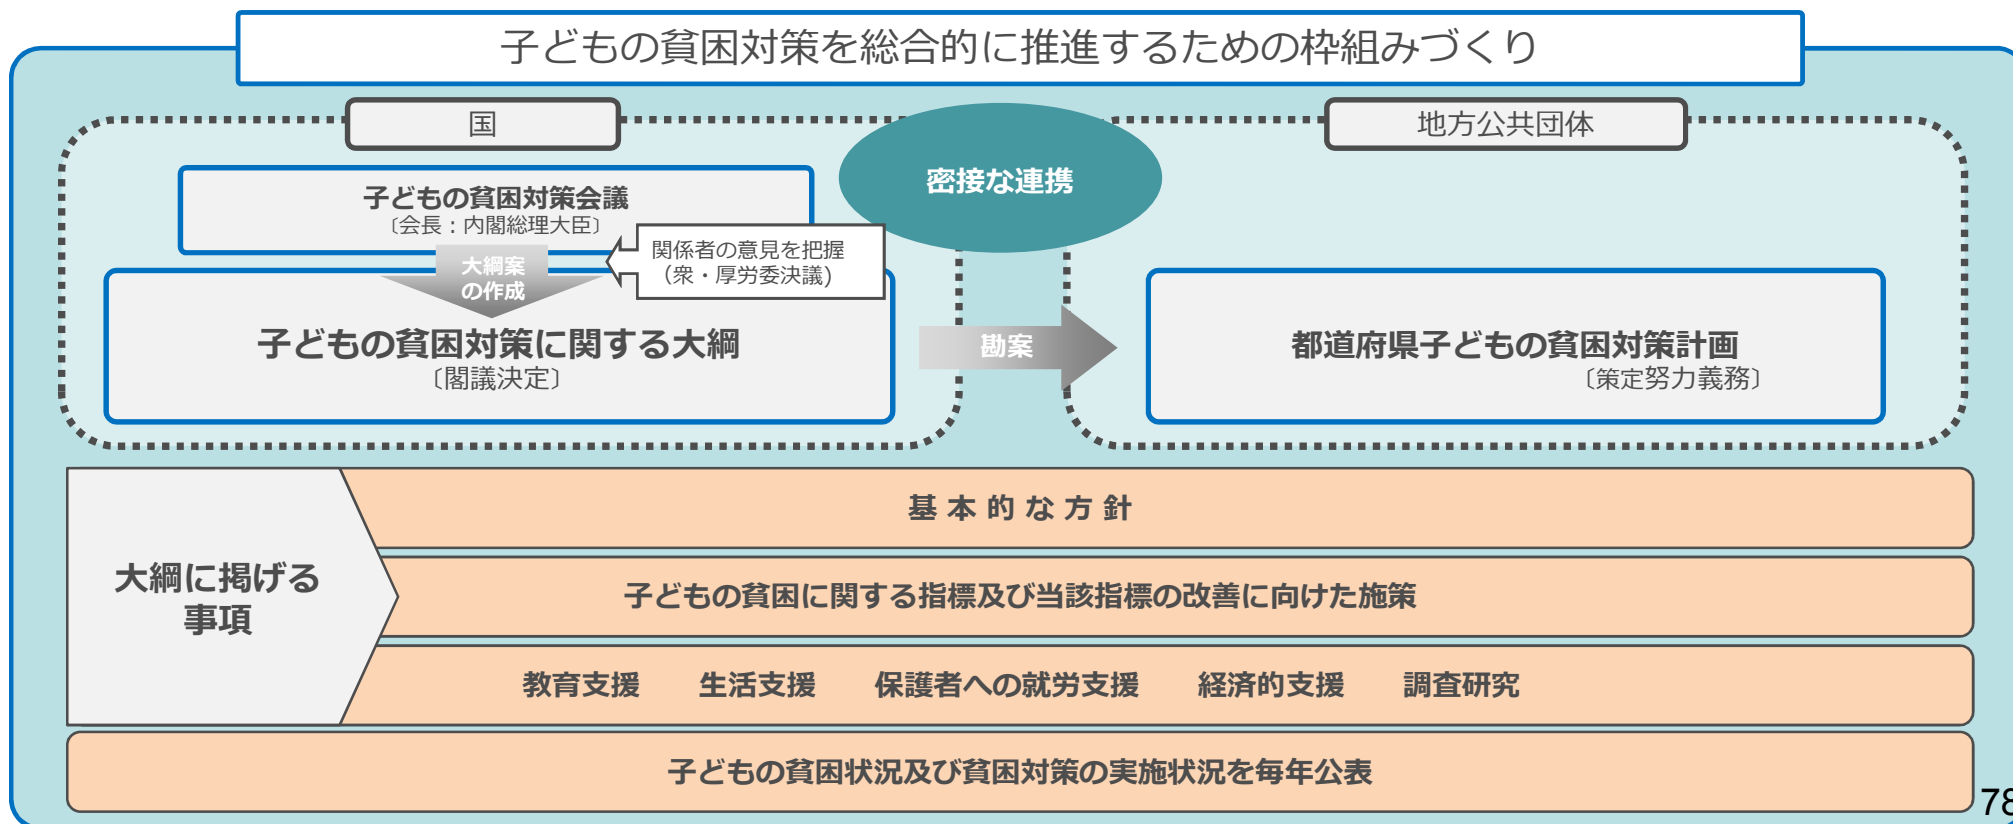 子どもの貧困対策を総合的に推進するための枠組みづくり
国
地方公共団体
密接な連携
子どもの貧困対策会議
〔会長：内閣総理大臣〕
関係者の意見を把握
（衆・厚労委決議）
大綱案
の作成
子どもの貧困対策に関する大綱
〔閣議決定〕
勘案
都道府県子どもの貧困対策計画
〔策定努力義務〕
大綱に掲げる
事項
基本的な方針
子どもの貧困に関する指標及び当該指標の改善に向けた施策
教育支援　生活支援　保護者への就労支援　経済的支援　調査研究
子どもの貧困状況及び貧困対策の実施状況を毎年公表
78